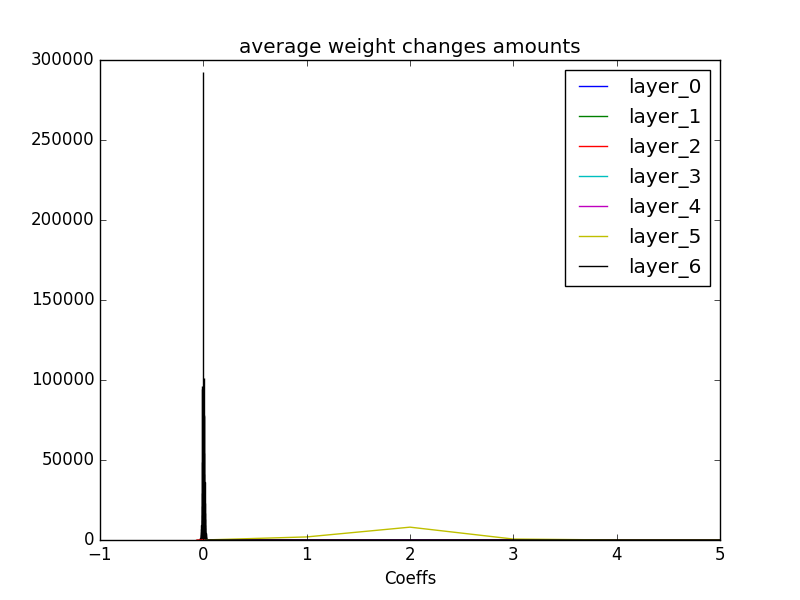 average weight changes amounts
300000
250000
200000
150000
100000
50000
0
−1
0
1
2
3
4
5
Coeffs
layer_0
layer_1
layer_2
layer_3
layer_4
layer_5
layer_6